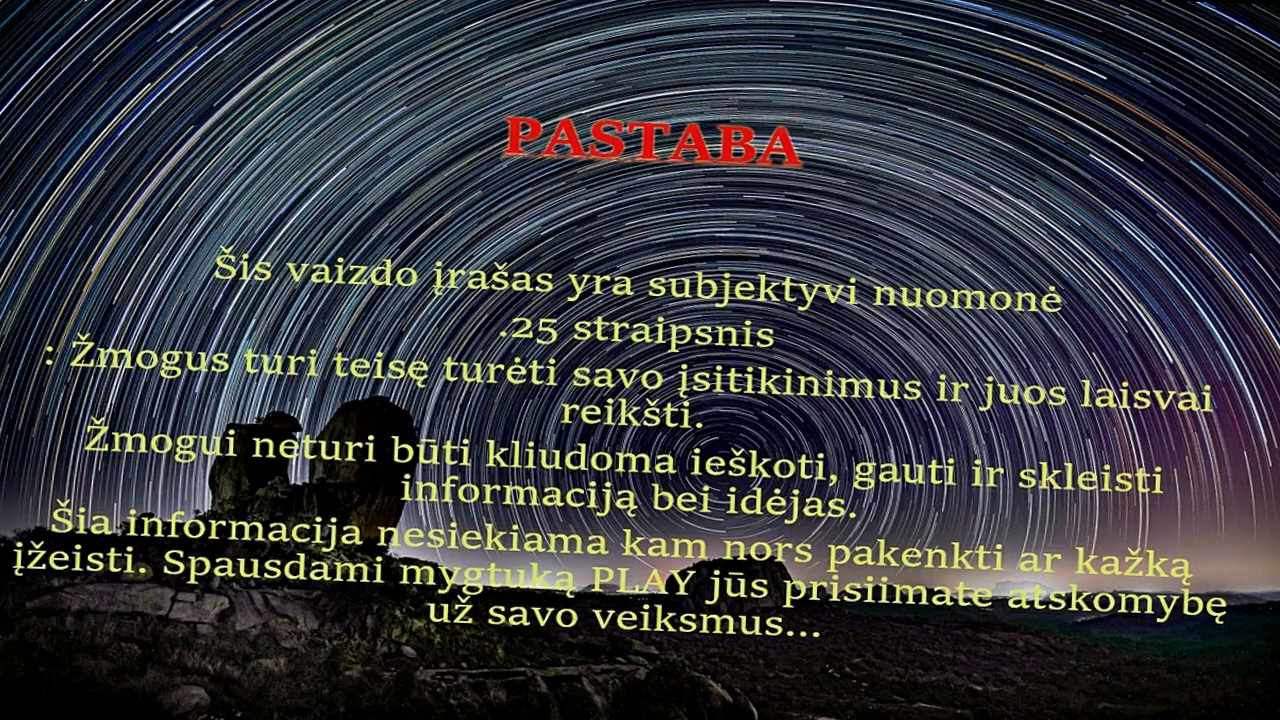 PASTABA
Šis vaizdo įrašas yra subjektyvi nuomonė
.25 straipsnis
: Žmogus turi teisę turėti savo įsitikinimus ir juos laisvai
reikšti.
Žmogui neturi būti kliudoma ieškoti, gauti ir skleisti
informaciją bei idėjas.
Šia informacija nesiekiama kam nors pakenkti ar kažką
įžeisti. Spausdami mygtuką PLAY jūs prisiimate atskomybę
už savo veiksmus...